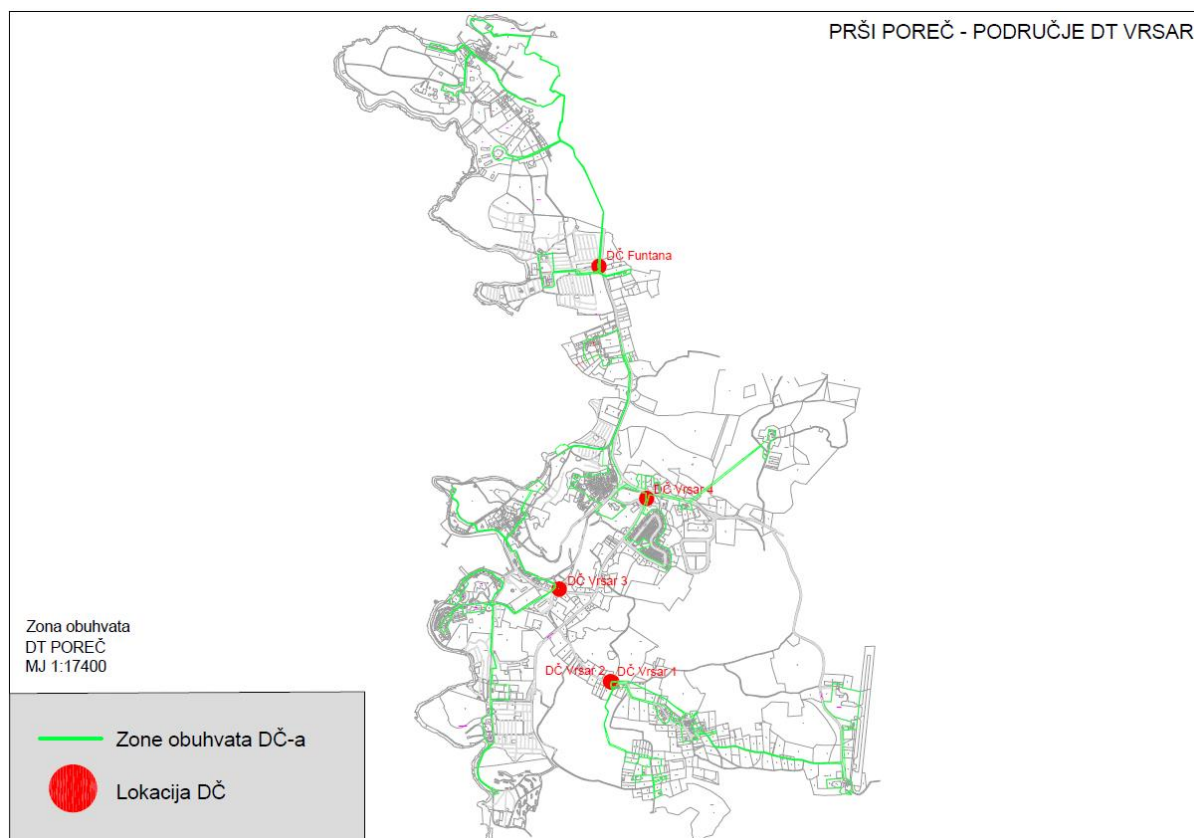 PRŠI POREČ - PODRUČJE DT VRSAR
DČ Funtana
DČ Vrsar 4
DČ Vrsar 3
DČ Vrsar 2 DČ Vrsar 1
Zona obuhvata
DT POREČ
MJ 1:17400
Zone obuhvata DČ-a
Lokacija DČ